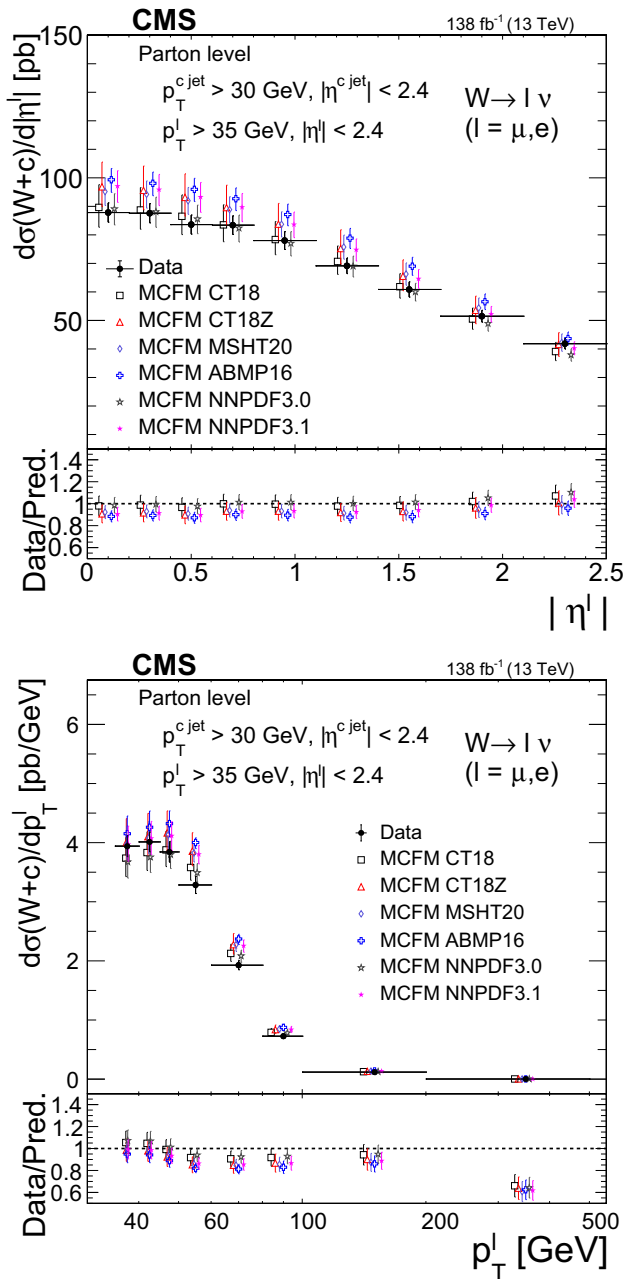 CMS 138 fb⁻¹ (13 TeV)
150
Parton level
p_T^{c jet} > 30 GeV, |η^{c jet}| < 2.4
W→ l ν
p_T^l > 35 GeV, |η^l| < 2.4
(l = μ,e)
dσ(W+c)/d|η^l| [pb]
100
50
Data
MCFM CT18
MCFM CT18Z
MCFM MSHT20
MCFM ABMP16
MCFM NNPDF3.0
MCFM NNPDF3.1
Data/Pred.
1.4
1.2
1
0.8
0.6
0 0.5 1 1.5 2 2.5
| η^l |
CMS 138 fb⁻¹ (13 TeV)
Parton level
p_T^{c jet} > 30 GeV, |η^{c jet}| < 2.4
W→ l ν
p_T^l > 35 GeV, |η^l| < 2.4
(l = μ,e)
dσ(W+c)/dp_T^l [pb/GeV]
6
4
2
0
Data
MCFM CT18
MCFM CT18Z
MCFM MSHT20
MCFM ABMP16
MCFM NNPDF3.0
MCFM NNPDF3.1
Data/Pred.
1.4
1.2
1
0.8
0.6
40 60 100 200 500
p_T^l [GeV]